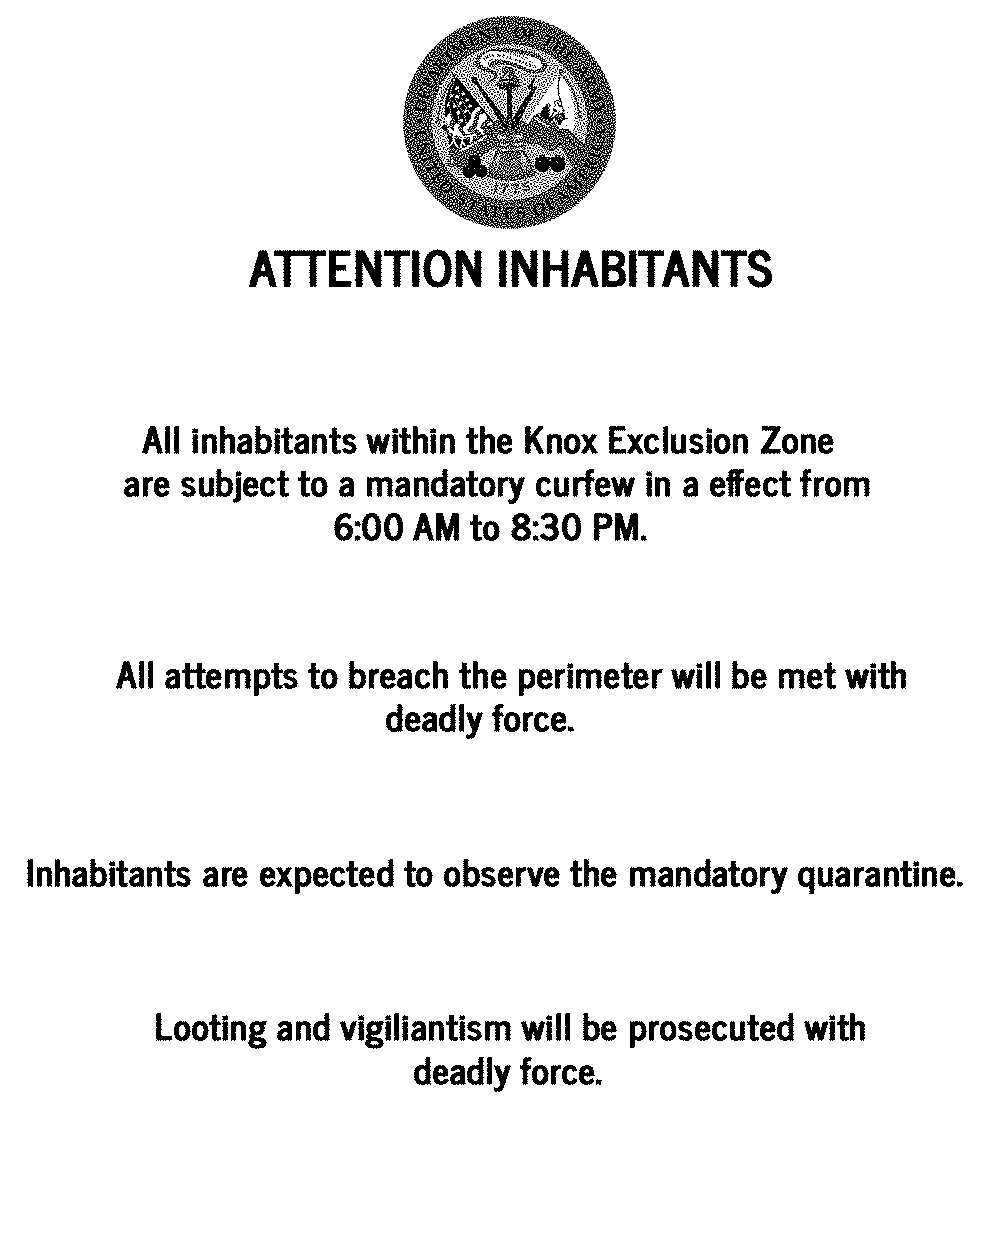 ATTENTION INHABITANTS
All inhabitants within the Knox Exclusion Zone
are subject to a mandatory curfew in a effect from
6:00 AM to 8:30 PM.
All attempts to breach the perimeter will be met with
deadly force.
Inhabitants are expected to observe the mandatory quarantine.
Looting and vigiliantism will be prosecuted with
deadly force.